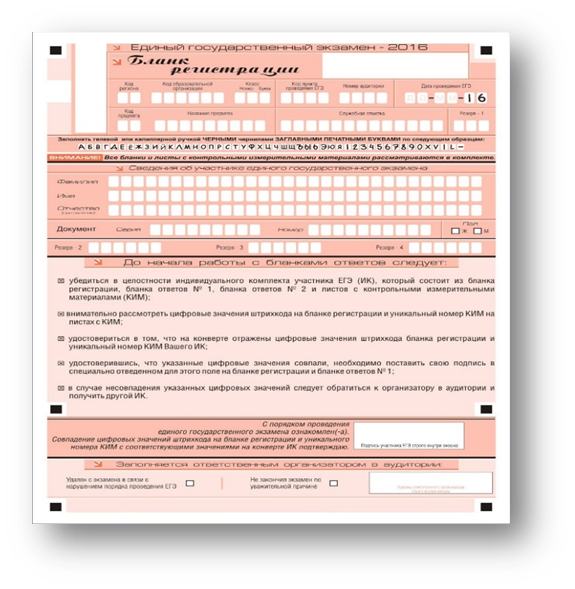 Единый государственный экзамен - 2016
Бланк
регистрации
Код региона
Код образовательной организации
Класс
Номер Буква
Код пункта проведения ЕГЭ
Номер аудитории
Дата проведения ЕГЭ
16
Код предмета
Название предмета
Служебная отметка
Резерв - 1
Заполнять гелевой или капиллярной ручкой ЧЕРНЫМИ чернилами ЗАГЛАВНЫМИ ПЕЧАТНЫМИ БУКВАМИ по следующим образцам:
АБВГДЕЁЖЗИЙКЛМНОПРСТУФХЦЧШЩЪЫЬЭЮЯ1234567890XVIL-
ВНИМАНИЕ! Все бланки и листы с контрольными измерительными материалами рассматриваются в комплекте.
Сведения об участнике единого государственного экзамена
Фамилия
Имя
Отчество
Документ Серия Номер
Пол
Ж М
Резерв - 2 Резерв - 3 Резерв - 4
До начала работы с бланками ответов следует:
убедиться в целостности индивидуального комплекта участника ЕГЭ (ИК), который состоит из бланка
регистрации, бланка ответов № 1, бланка ответов № 2 и листов с контрольными измерительными
материалами (КИМ);
внимательно рассмотреть цифровые значения штрихкода на бланке регистрации и уникальный номер КИМ на
листах с КИМ;
удостовериться в том, что на конверте отражены цифровые значения штрихкода бланка регистрации и
уникальный номер КИМ Вашего ИК;
удостоверившись, что указанные цифровые значения совпали, необходимо поставить свою подпись в
специально отведенном для этого поле на бланке регистрации и бланке ответов № 1;
в случае несовпадения указанных цифровых значений следует обратиться к организатору в аудитории и
получить другой ИК.
С порядком проведения
единого государственного экзамена ознакомлен(-а).
Совпадение цифровых значений штрихкода на бланке регистрации и уникального
номера КИМ с соответствующими значениями на конверте ИК подтверждаю.
Подпись участника ЕГЭ строго внутри окошка
Заполняется ответственным организатором в аудитории:
Удален с экзамена в связи с
нарушением порядка проведения ЕГЭ
Не закончил экзамен по
уважительной причине